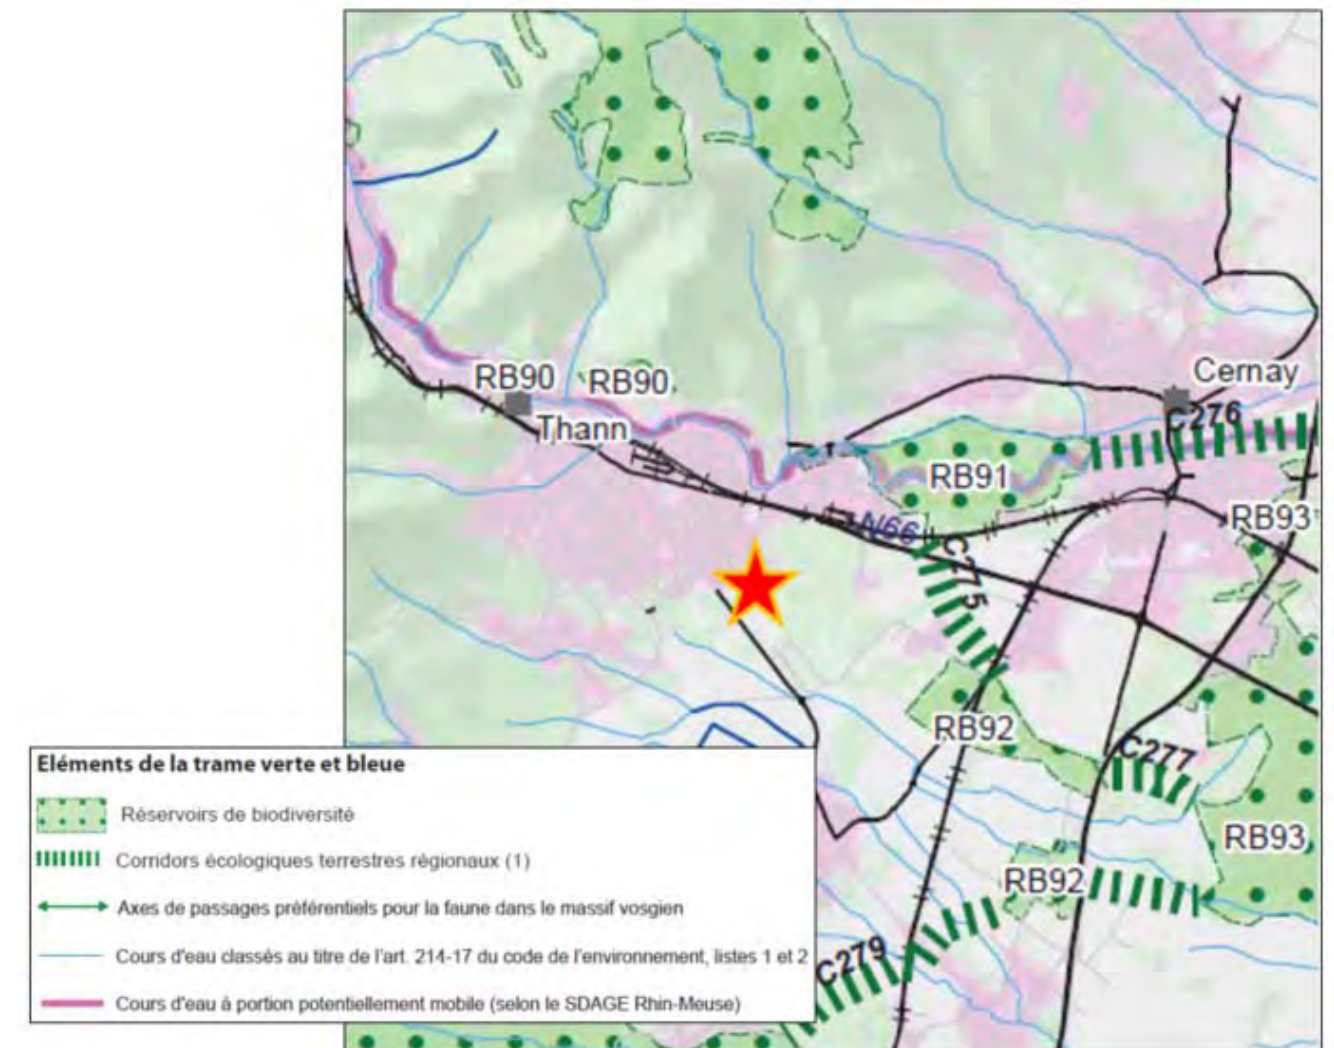 RB90
RB90
Thann
Cernay
C276
RB91
RB93
N66
C275
RB92
C277
RB93
RB92
C279
Eléments de la trame verte et bleue
Réservoirs de biodiversité
Corridors écologiques terrestres régionaux (1)
Axes de passages préférentiels pour la faune dans le massif vosgien
Cours d'eau classés au titre de l'art. 214-17 du code de l'environnement, listes 1 et 2
Cours d'eau à portion potentiellement mobile (selon le SDAGE Rhin-Meuse)